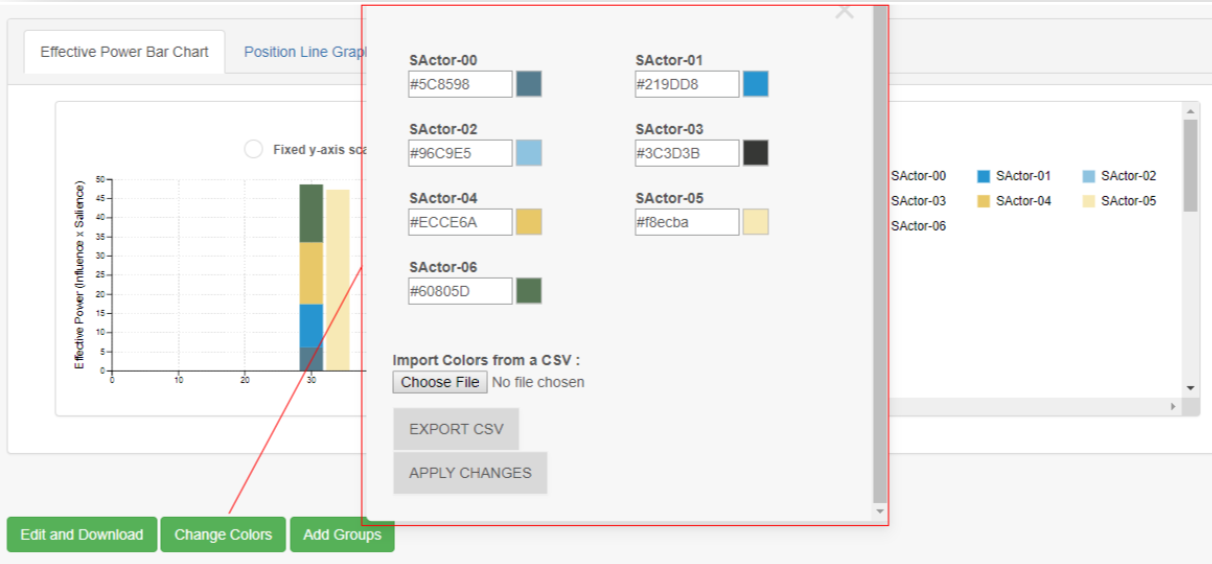 Effective Power Bar Chart
Position Line Grap
Fixed y-axis sca
Effective Power (Influence x Salience)
50
45
40
35
30
25
20
15
10
5
0
0 10 20 30
SActor-00 SActor-01
#5C8598 #219DD8
SActor-02 SActor-03
#96C9E5 #3C3D3B
SActor-04 SActor-05
#ECCE6A #f8ecba
SActor-06
#60805D
Import Colors from a CSV :
Choose File No file chosen
EXPORT CSV
APPLY CHANGES
SActor-00 SActor-01 SActor-02
SActor-03 SActor-04 SActor-05
SActor-06
Edit and Download Change Colors Add Groups